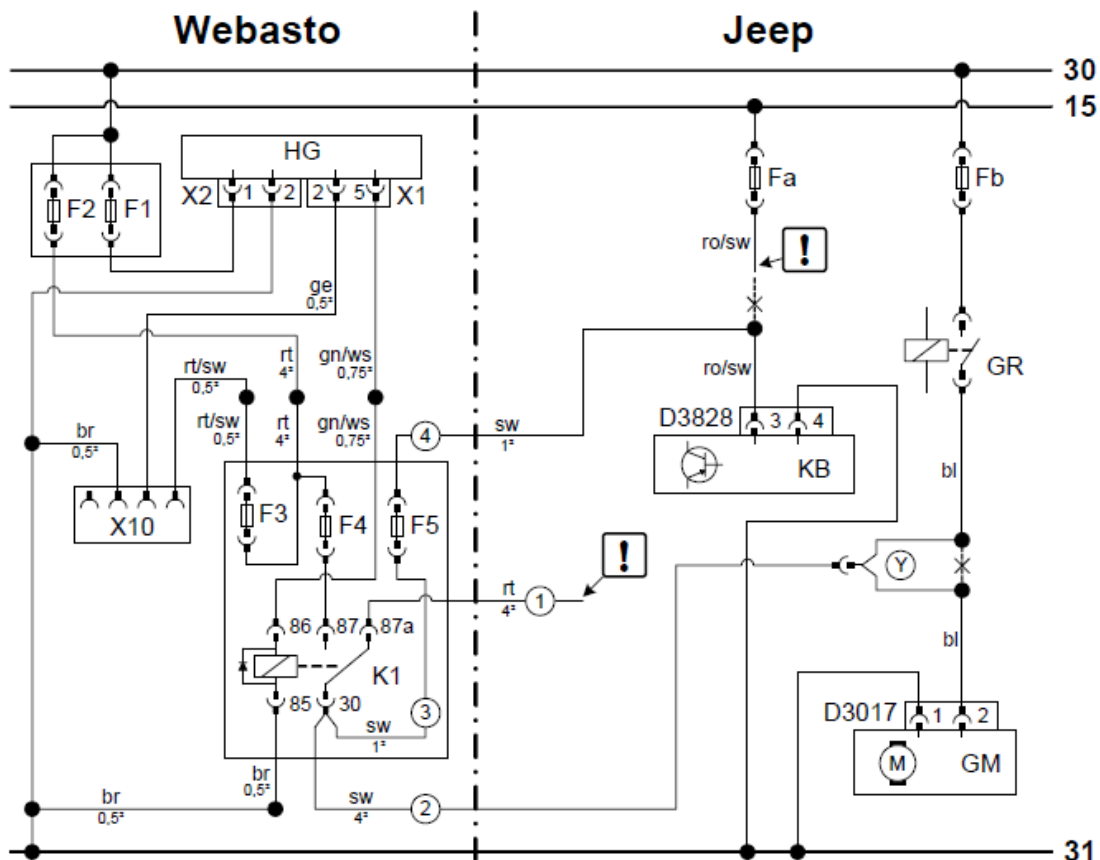 Webasto
Jeep
30
15
HG
X2 1 2 2 5 X1
F2 F1
Fa
Fb
ro/sw
!
ge
0,5²
rt
4²
gn/ws
0,75²
rt/sw
0,5²
rt/sw
0,5²
rt
4²
gn/ws
0,75²
ro/sw
GR
br
0,5²
4
sw
1²
D3828 3 4
KB
bl
X10
F3
F4
F5
!
Y
rt
4²
1
86 87 87a
K1
bl
85 30
3
sw
1²
D3017 1 2
M
GM
br
0,5²
br
0,5²
sw
4²
2
31